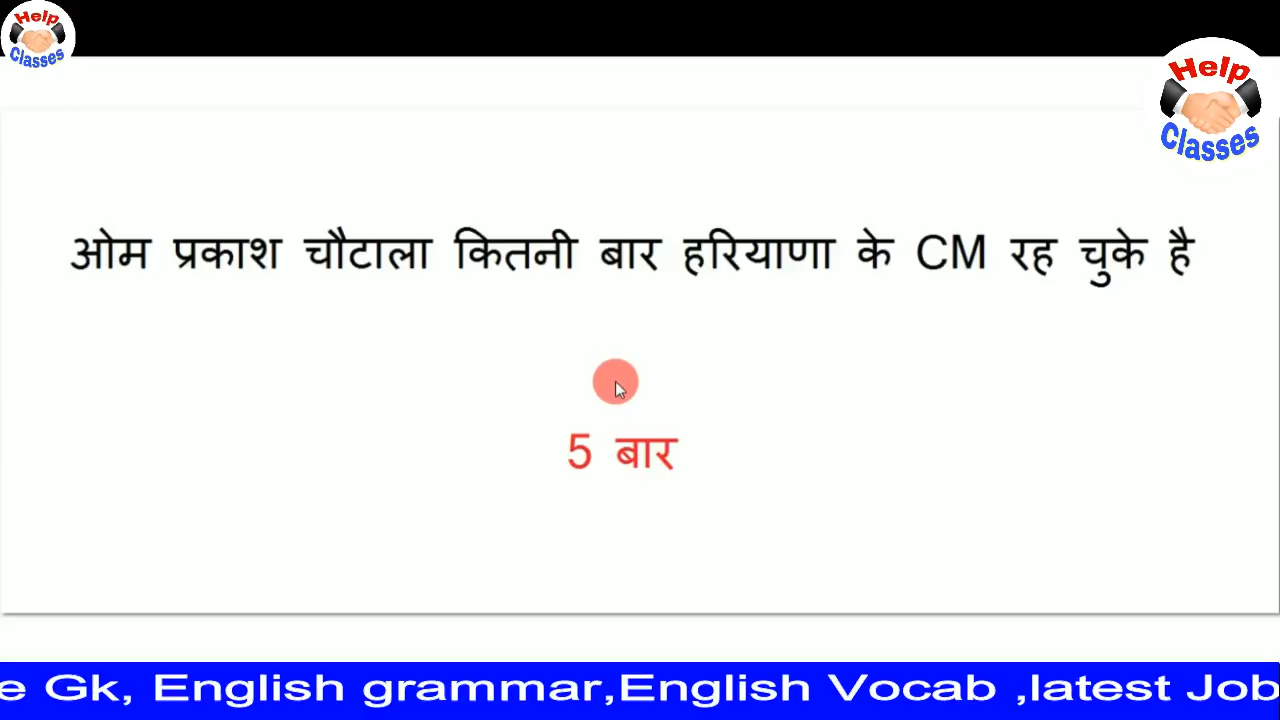 Help
Classes
Help
Classes
ओम प्रकाश चौटाला कितनी बार हरियाणा के CM रह चुके है
5 बार
e Gk, English grammar,English Vocab ,latest Job